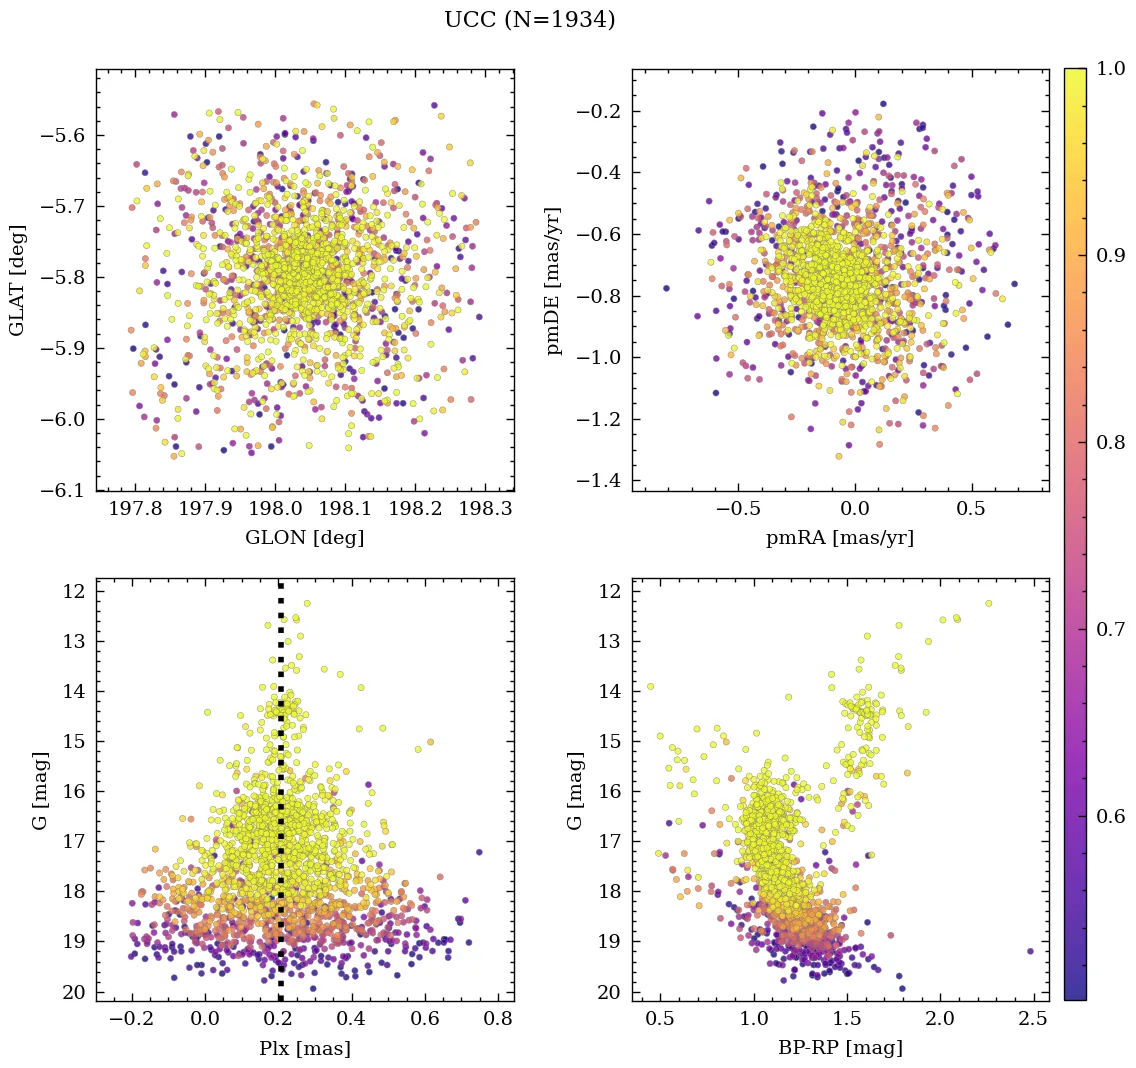 UCC (N=1934)
−5.6
−5.7
−5.8
−5.9
−6.0
−6.1
GLAT [deg]
197.8 197.9 198.0 198.1 198.2 198.3
GLON [deg]
−0.2
−0.4
−0.6
−0.8
−1.0
−1.2
−1.4
pmDE [mas/yr]
−0.5 0.0 0.5
pmRA [mas/yr]
1.0
0.9
0.8
0.7
0.6
12
13
14
15
16
17
18
19
20
G [mag]
−0.2 0.0 0.2 0.4 0.6 0.8
Plx [mas]
12
13
14
15
16
17
18
19
20
G [mag]
0.5 1.0 1.5 2.0 2.5
BP-RP [mag]